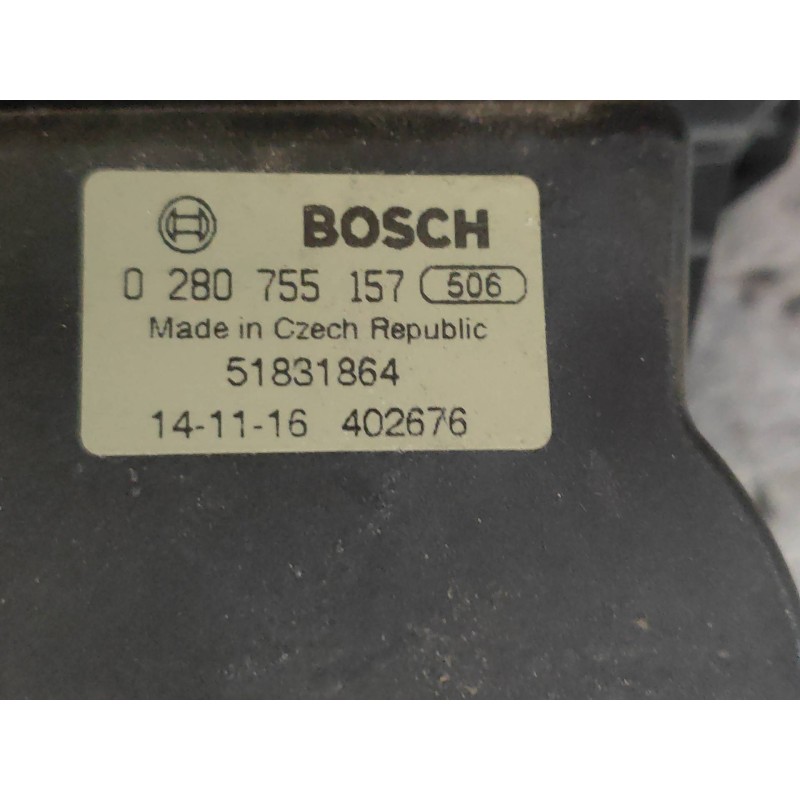 BOSCH
0 280 755 157 506
Made in Czech Republic
51831864
14-11-16 402676